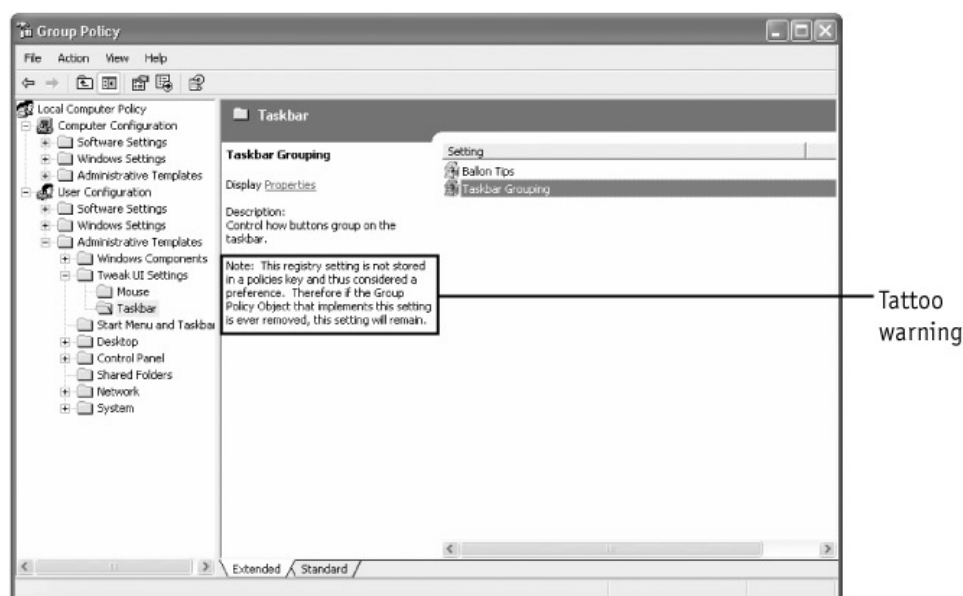 Group Policy
File Action View Help
Local Computer Policy
Computer Configuration
Software Settings
Windows Settings
Administrative Templates
User Configuration
Software Settings
Windows Settings
Administrative Templates
Windows Components
Tweak UI Settings
Mouse
Taskbar
Start Menu and Taskbar
Desktop
Control Panel
Shared Folders
Network
System
Taskbar
Taskbar Grouping
Display Properties
Description:
Control how buttons group on the
taskbar.
Note: This registry setting is not stored
in a policies key and thus considered a
preference. Therefore if the Group
Policy Object that implements this setting
is ever removed, this setting will remain.
Setting
Ballon Tips
Taskbar Grouping
Extended Standard
Tattoo
warning